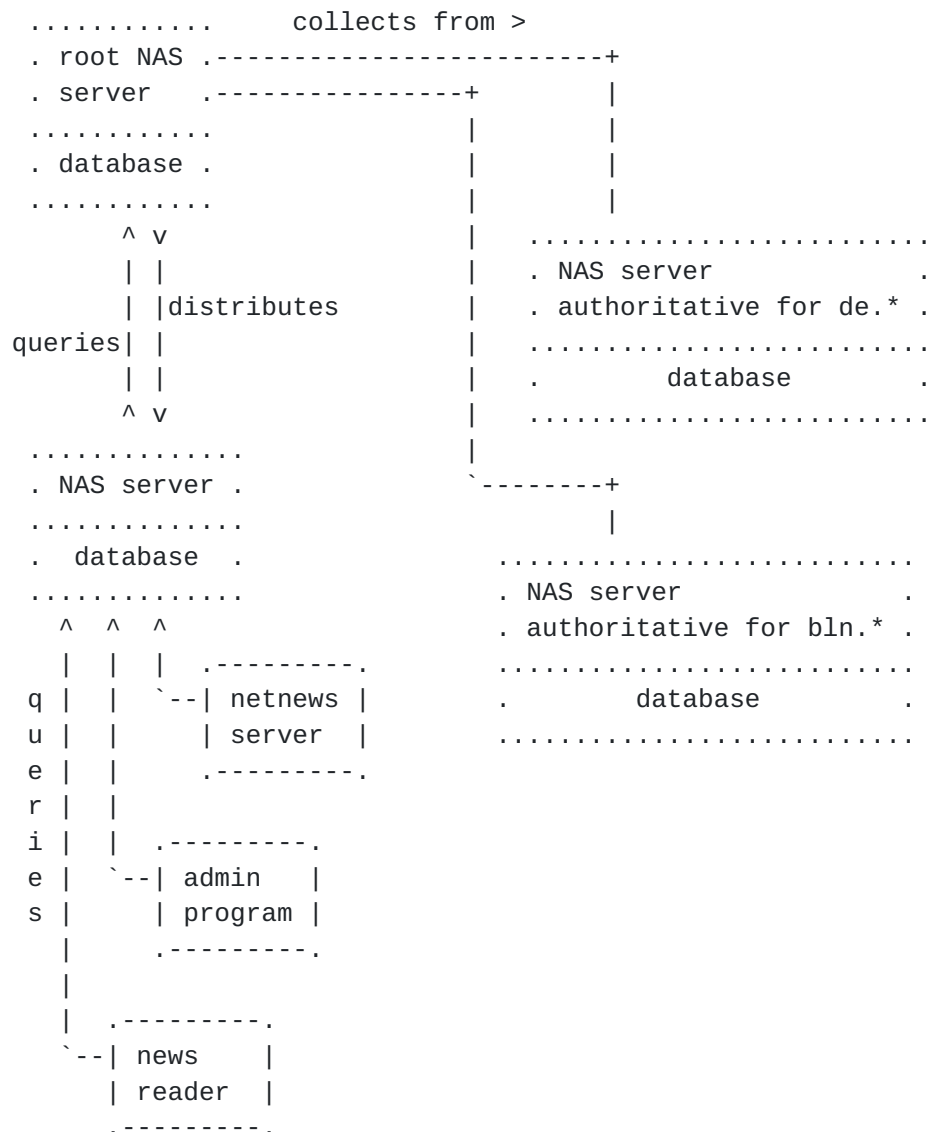 ............     collects from >
. root NAS .-------------------------+
. server   .----------------+        |
............                |        |
. database .                |        |
............                |        |
      ^ v                   |   ..........................
      | |                   |   . NAS server             .
      | |distributes        |   . authoritative for de.* .
queries| |                   |   ..........................
      | |                   |   .        database        .
      ^ v                   |   ..........................
..............              |
. NAS server .              `--------+
..............                       |
.  database  .                ...........................
..............                . NAS server              .
  ^  ^  ^                     . authoritative for bln.* .
  |  |  |  .---------.        ...........................
q |  |  `--| netnews |        .        database         .
u |  |     | server  |        ...........................
e |  |     .---------.
r |  |
i |  |  .---------.
e |  `--| admin   |
s |     | program |
  |     .---------.
  |
  |  .---------.
  `--| news    |
     | reader  |
     .---------.